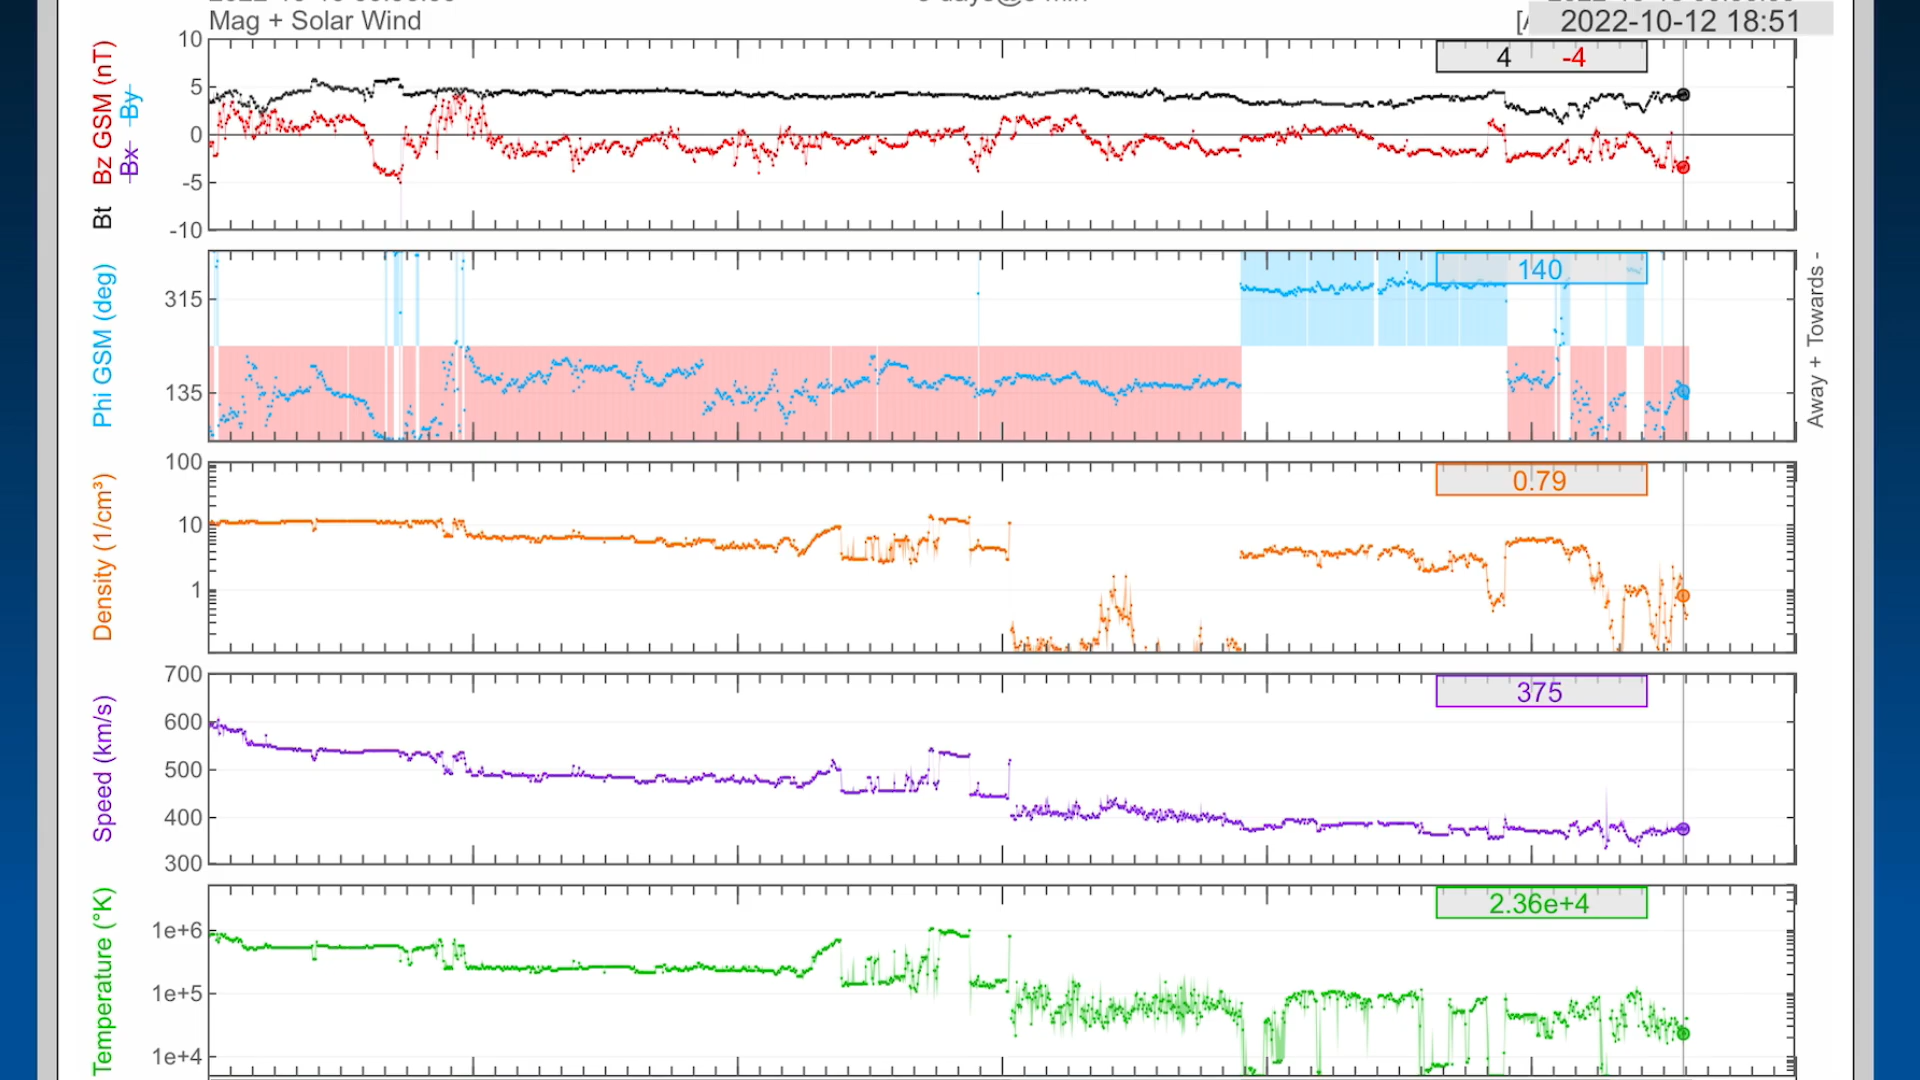 Mag + Solar Wind
2022-10-12 18:51
Bt Bz GSM (nT)
Bx By
10
5
0
-5
-10
4 -4
Phi GSM (deg)
315
135
140
Away + Towards -
Density (1/cm³)
100
10
1
0.79
Speed (km/s)
700
600
500
400
300
375
Temperature (°K)
1e+6
1e+5
1e+4
2.36e+4